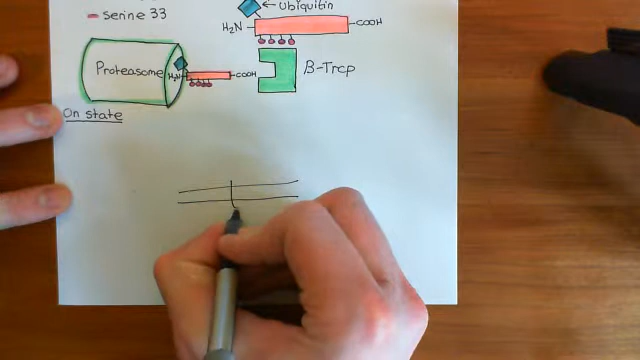 serine 33
Ubiquitin
H₂N
COOH
Proteasome
H₂N
COOH
β-Trcp
On state